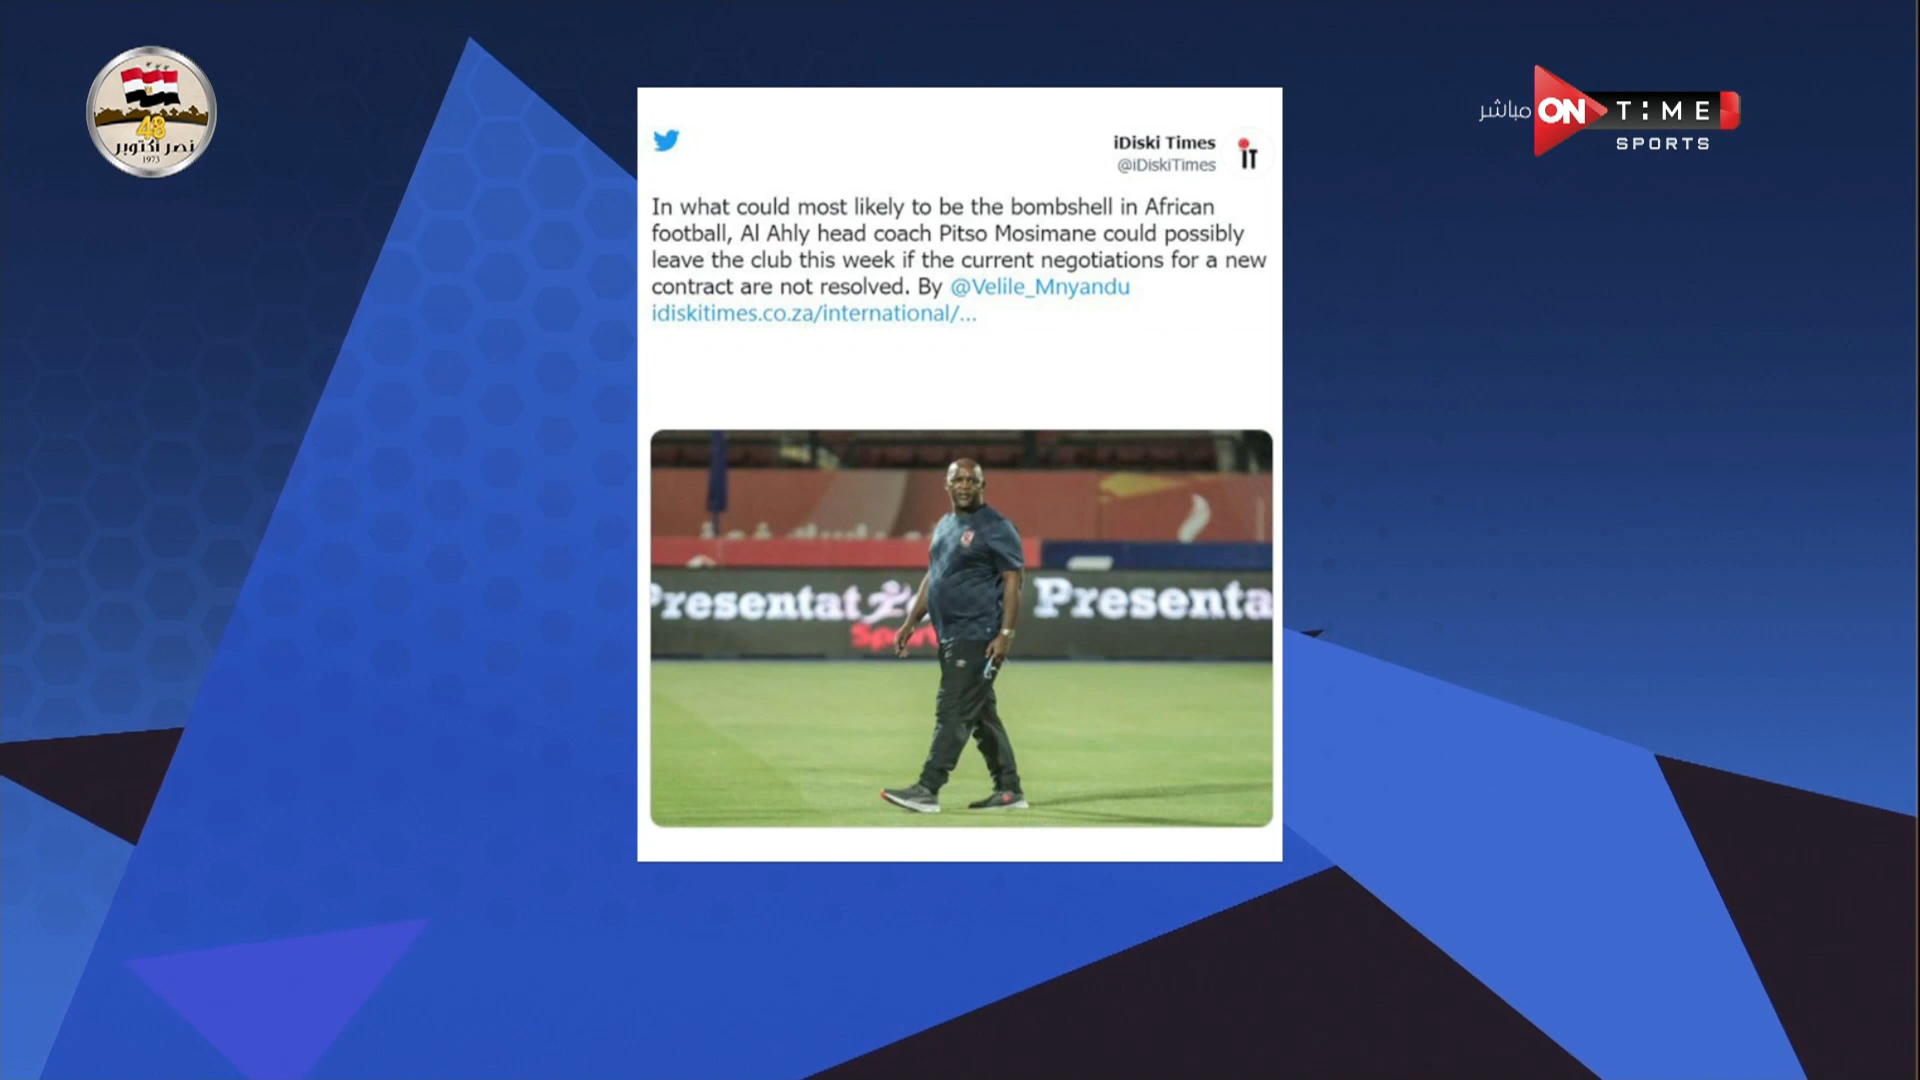 48
نصر أكتوبر
1973
مباشر ON TIME
SPORTS
iDiski Times
@iDiskiTimes
iT
In what could most likely to be the bombshell in African
football, Al Ahly head coach Pitso Mosimane could possibly
leave the club this week if the current negotiations for a new
contract are not resolved. By @Velile_Mnyandu
idiskitimes.co.za/international/...
Presentat
Sport
Presenta